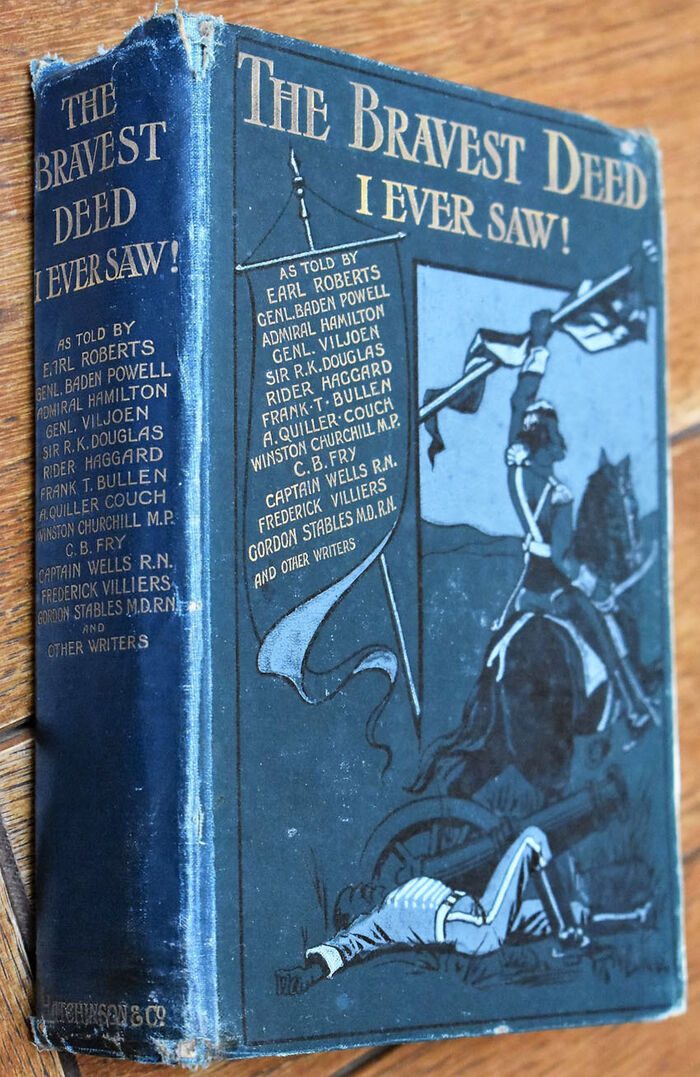 THE
BRAVEST
DEED
I EVER SAW!
AS TOLD BY
EARL ROBERTS
GENL. BADEN POWELL
ADMIRAL HAMILTON
GENL. VILJOEN
SIR R.K. DOUGLAS
RIDER HAGGARD
FRANK T. BULLEN
A. QUILLER COUCH
WINSTON CHURCHILL M.P.
C. B. FRY
CAPTAIN WELLS R.N.
FREDERICK VILLIERS
GORDON STABLES M.D. R.N.
AND
OTHER WRITERS
HUTCHINSON & CO
THE BRAVEST DEED
I EVER SAW!
AS TOLD BY
EARL ROBERTS
GENL. BADEN POWELL
ADMIRAL HAMILTON
GENL. VILJOEN
SIR R.K. DOUGLAS
RIDER HAGGARD
FRANK·T· BULLEN
A. QUILLER·COUCH
WINSTON CHURCHILL M.P.
C. B. FRY
CAPTAIN WELLS R.N.
FREDERICK VILLIERS
GORDON STABLES M.D. R.N.
AND OTHER WRITERS